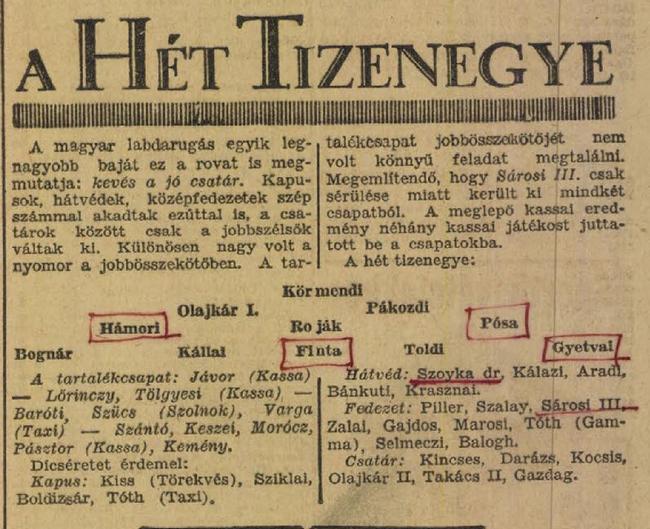 A HÉT TIZENEGYE
A magyar labdarugás egyik leg-
nagyobb baját ez a rovat is meg-
mutatja: kevés a jó csatár. Kapu-
sok, hátvédek, középfedezetek szép
számmal akadtak ezúttal is, a csa-
tárok között csak a jobbszélsők
váltak ki. Különösen nagy volt a
nyomor a jobbösszekötőben. A tar-
talékcsapat jobbösszekötőjét nem
volt könnyű feladat megtalálni.
Megemlítendő, hogy Sárosi III. csak
sérülése miatt került ki mindkét
csapatból. A meglepő kassai ered-
mény néhány kassai játékost jutta-
tott be a csapatokba.
A hét tizenegye:
Körmendi
Olajkár I. Pákozdi
Hámori Roják Pósa
Bognár Kállai Finta Toldi Gyetvai
A tartalékcsapat: Jávor (Kassa)
— Lőrinczy, Tölgyesi (Kassa) —
Baróti, Szücs (Szolnok), Varga
(Taxi) — Szántó, Keszei, Morócz,
Pásztor (Kassa), Kemény.
Dícséretet érdemel:
Kapus: Kiss (Törekvés), Sziklai,
Boldizsár, Tóth (Taxi).
Hátvéd: Szoyka dr, Kálazi, Aradi,
Bánkuti, Krasznai.
Fedezet: Piller, Szalay, Sárosi III.
Zalai, Gajdos, Marosi, Tóth (Gam-
ma), Selmeczi, Balogh.
Csatár: Kincses, Darázs, Kocsis,
Olajkár II, Takács II, Gazdag.